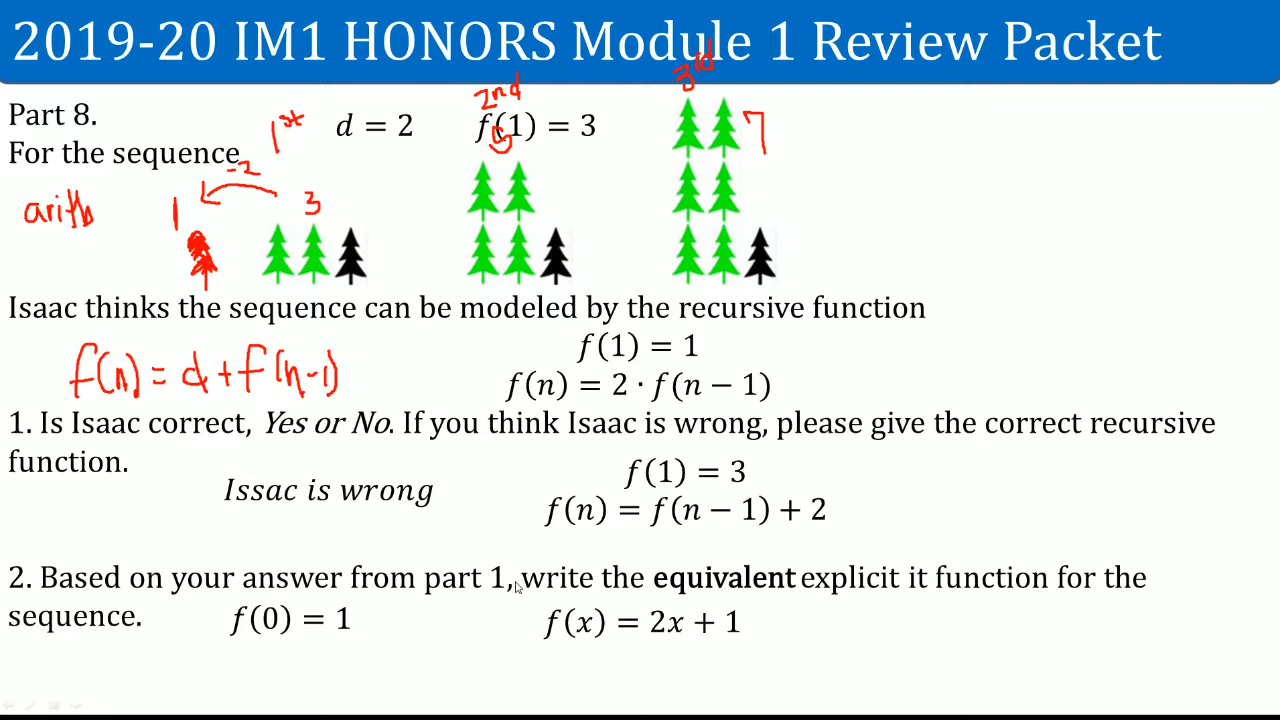 2019-20 IM1 HONORS Module 1 Review Packet
Part 8.
For the sequence
1st
d = 2
2nd
f(1) = 3
5
3rd
7
arith
1
-2
3
Isaac thinks the sequence can be modeled by the recursive function
f(1) = 1
f(n) = d + f(n-1)
f(n) = 2 · f(n − 1)
1. Is Isaac correct, Yes or No. If you think Isaac is wrong, please give the correct recursive
function.
f(1) = 3
Issac is wrong
f(n) = f(n − 1) + 2
2. Based on your answer from part 1, write the equivalent explicit it function for the
sequence.
f(0) = 1
f(x) = 2x + 1